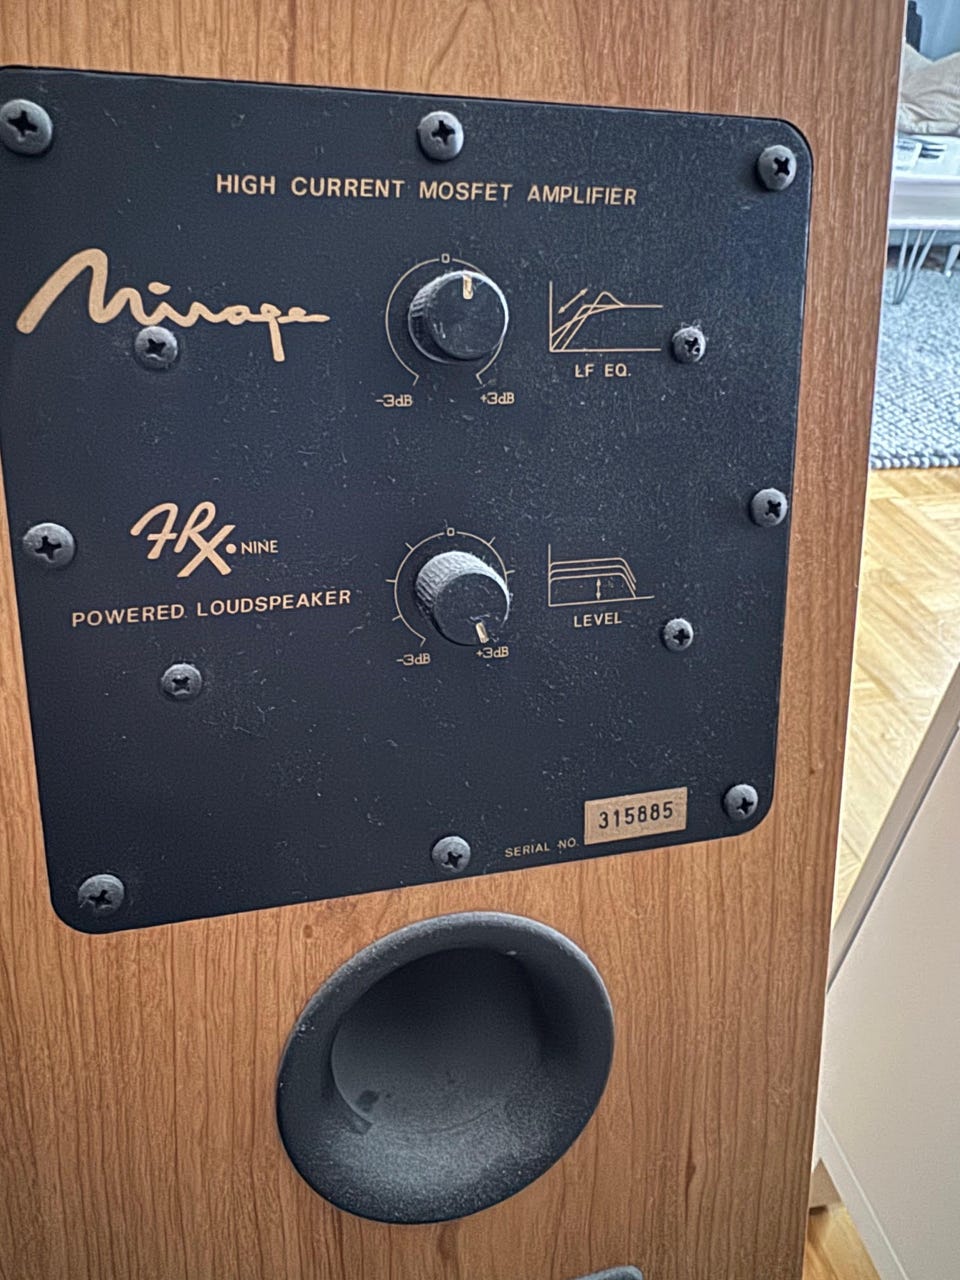 HIGH CURRENT MOSFET AMPLIFIER
Mirage
0
-3dB
+3dB
LF EQ.
FRX.NINE
POWERED LOUDSPEAKER
0
-3dB
+3dB
LEVEL
SERIAL NO. 315885